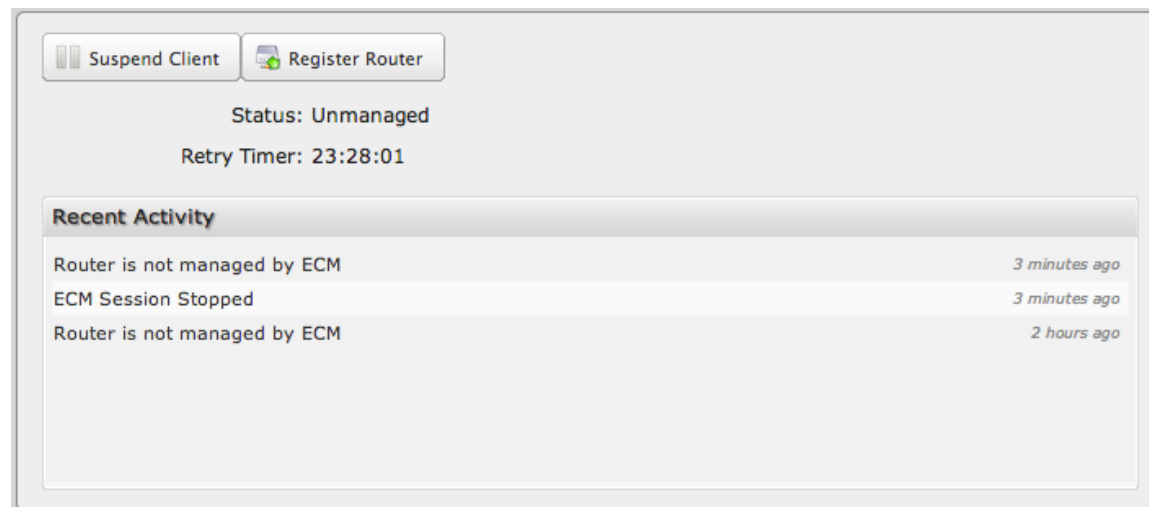 Suspend Client Register Router
Status: Unmanaged
Retry Timer: 23:28:01
Recent Activity
Router is not managed by ECM 3 minutes ago
ECM Session Stopped 3 minutes ago
Router is not managed by ECM 2 hours ago